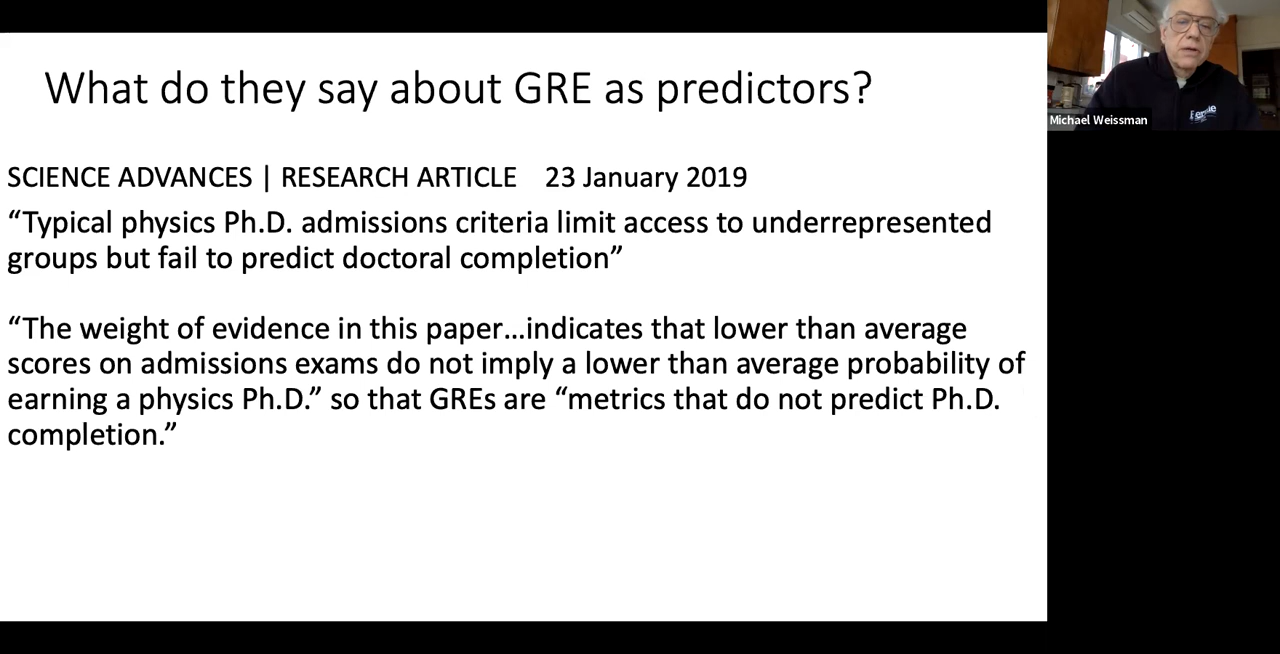 What do they say about GRE as predictors?
Michael Weissman
SCIENCE ADVANCES | RESEARCH ARTICLE 23 January 2019
“Typical physics Ph.D. admissions criteria limit access to underrepresented
groups but fail to predict doctoral completion”
“The weight of evidence in this paper...indicates that lower than average
scores on admissions exams do not imply a lower than average probability of
earning a physics Ph.D.” so that GREs are “metrics that do not predict Ph.D.
completion.”